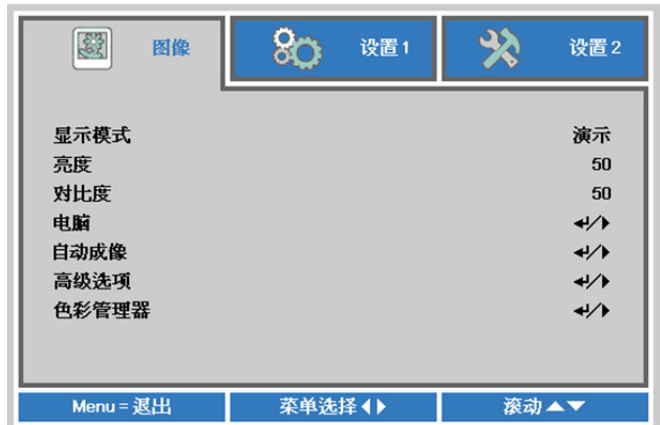 图像 设置1 设置2
显示模式 演示
亮度 50
对比度 50
电脑 ↵/▶
自动成像 ↵/▶
高级选项 ↵/▶
色彩管理器 ↵/▶
Menu = 退出 菜单选择◀▶ 滚动▲▼